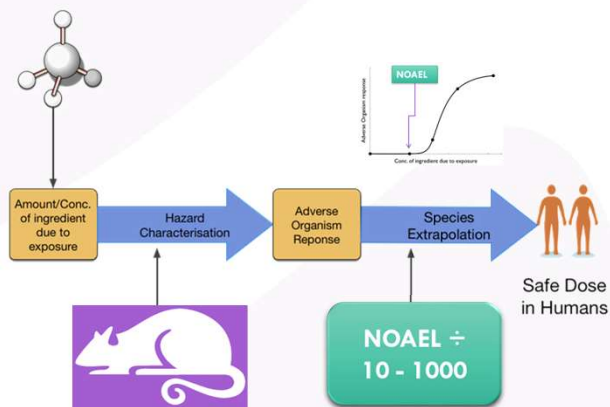 NOAEL
Adverse Organism response
Conc. of ingredient due to exposure
Amount/Conc.
of ingredient
due to
exposure
Hazard
Characterisation
Adverse
Organism
Reponse
Species
Extrapolation
Safe Dose
in Humans
NOAEL ÷
10 - 1000